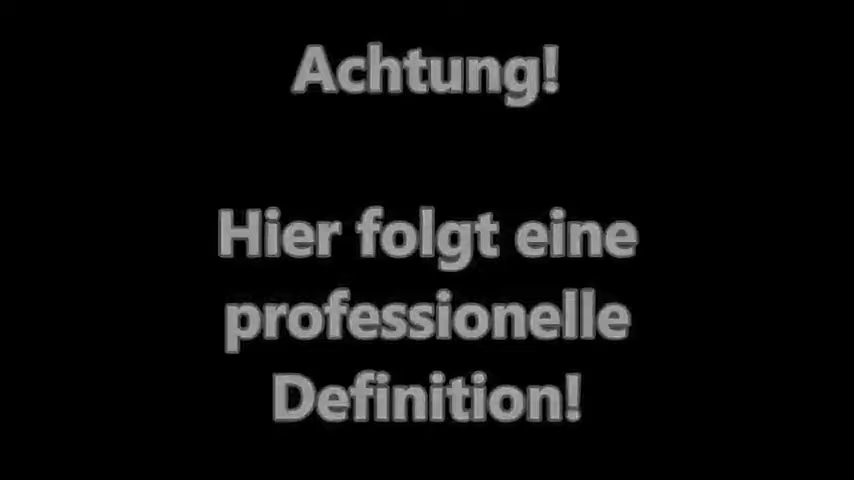 Achtung!
Hier folgt eine
professionelle
Definition!